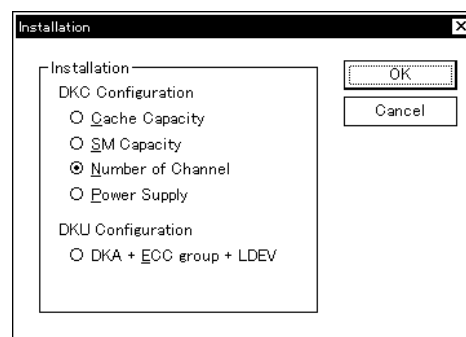 Installation
Installation
DKC Configuration
Cache Capacity
SM Capacity
Number of Channel
Power Supply
DKU Configuration
DKA + ECC group + LDEV
OK
Cancel